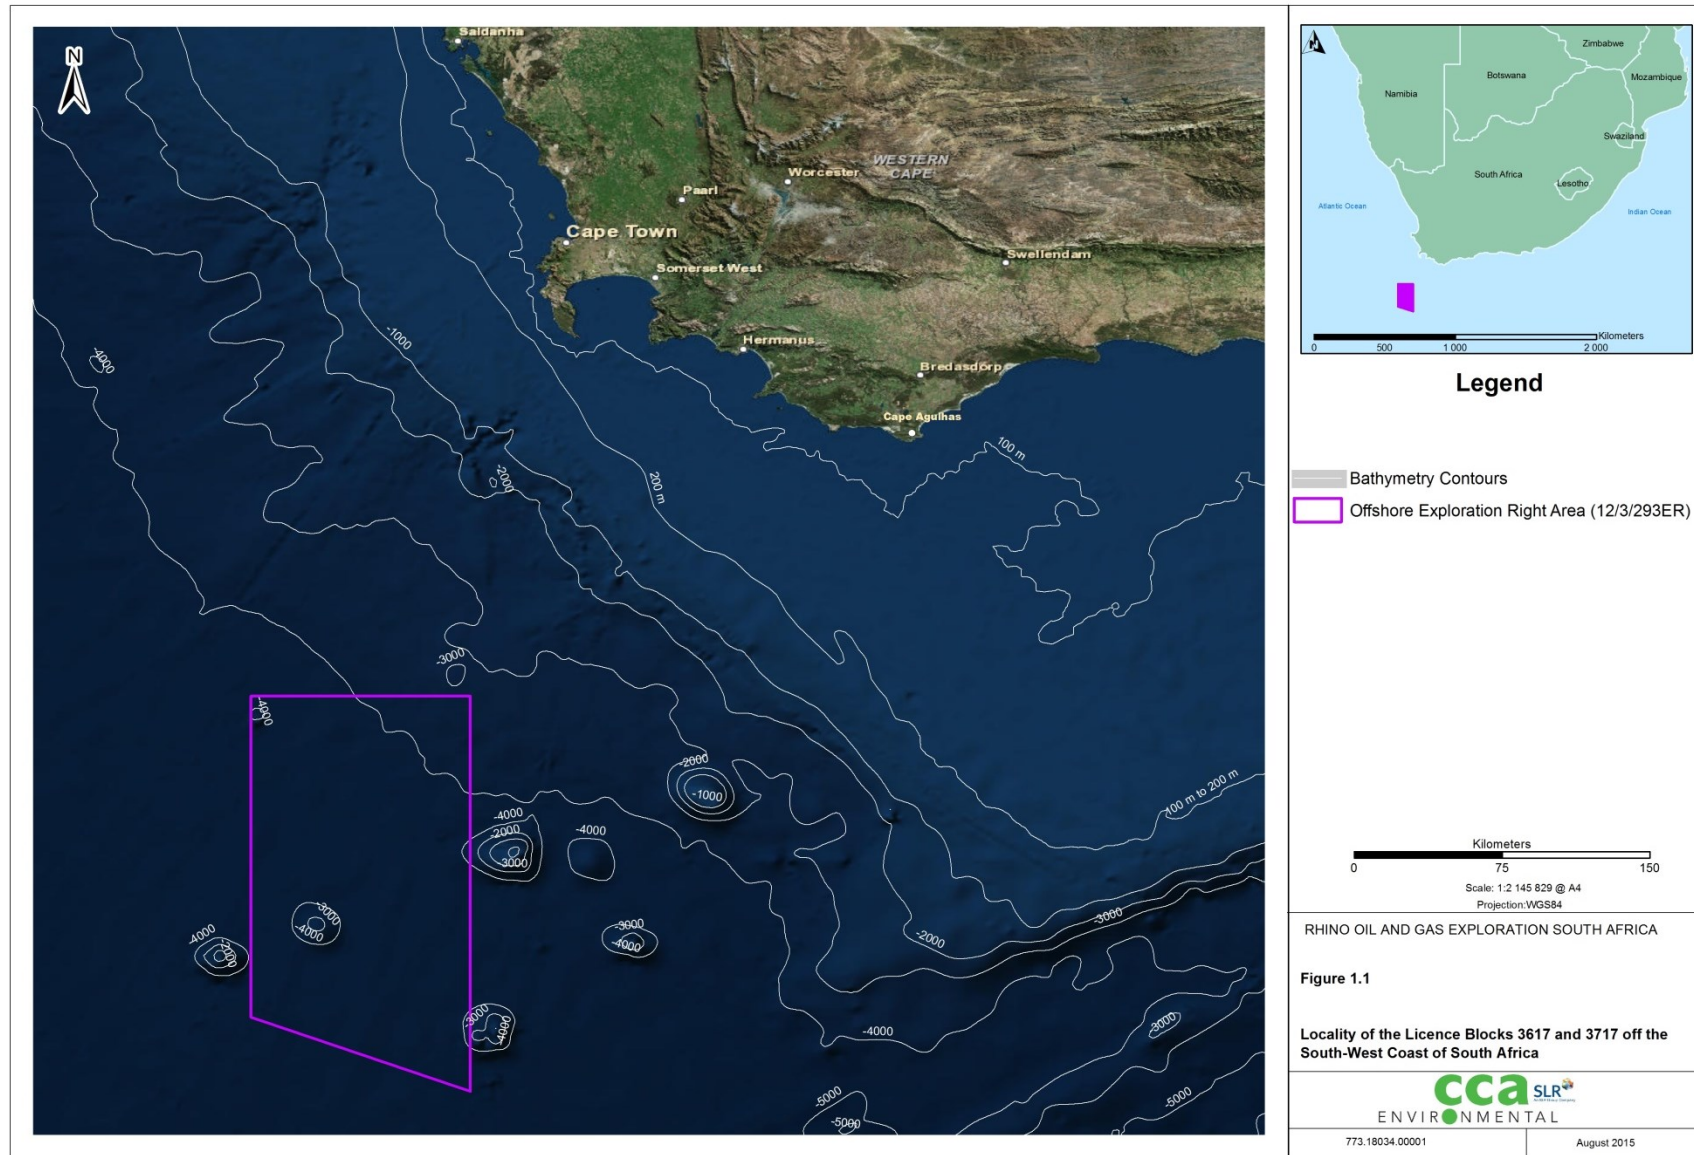 N
Saldanha
WESTERN
CAPE
Worcester
Paarl
Cape Town
Somerset West
Swellendam
Hermanus
Bredasdorp
Cape Agulhas
-4000
-1000
-2000
200 m
100 m
-3000
-4000
-2000
-1000
100 m to 200 m
-4000
-2000
-3000
-4000
-3000
-4000
-4000
-2000
-3000
-4000
-3000
-4000
-3000
-2000
-4000
-3000
-5000
-5000
-5000
N
Zimbabwe
Botswana
Mozambique
Namibia
Swaziland
South Africa
Lesotho
Atlantic Ocean
Indian Ocean
Kilometers
0 500 1 000 2 000
Legend
Bathymetry Contours
Offshore Exploration Right Area (12/3/293ER)
Kilometers
0 75 150
Scale: 1:2 145 829 @ A4
Projection:WGS84
RHINO OIL AND GAS EXPLORATION SOUTH AFRICA
Figure 1.1
Locality of the Licence Blocks 3617 and 3717 off the
South-West Coast of South Africa
cca SLR
ENVIRONMENTAL
773.18034.00001 August 2015